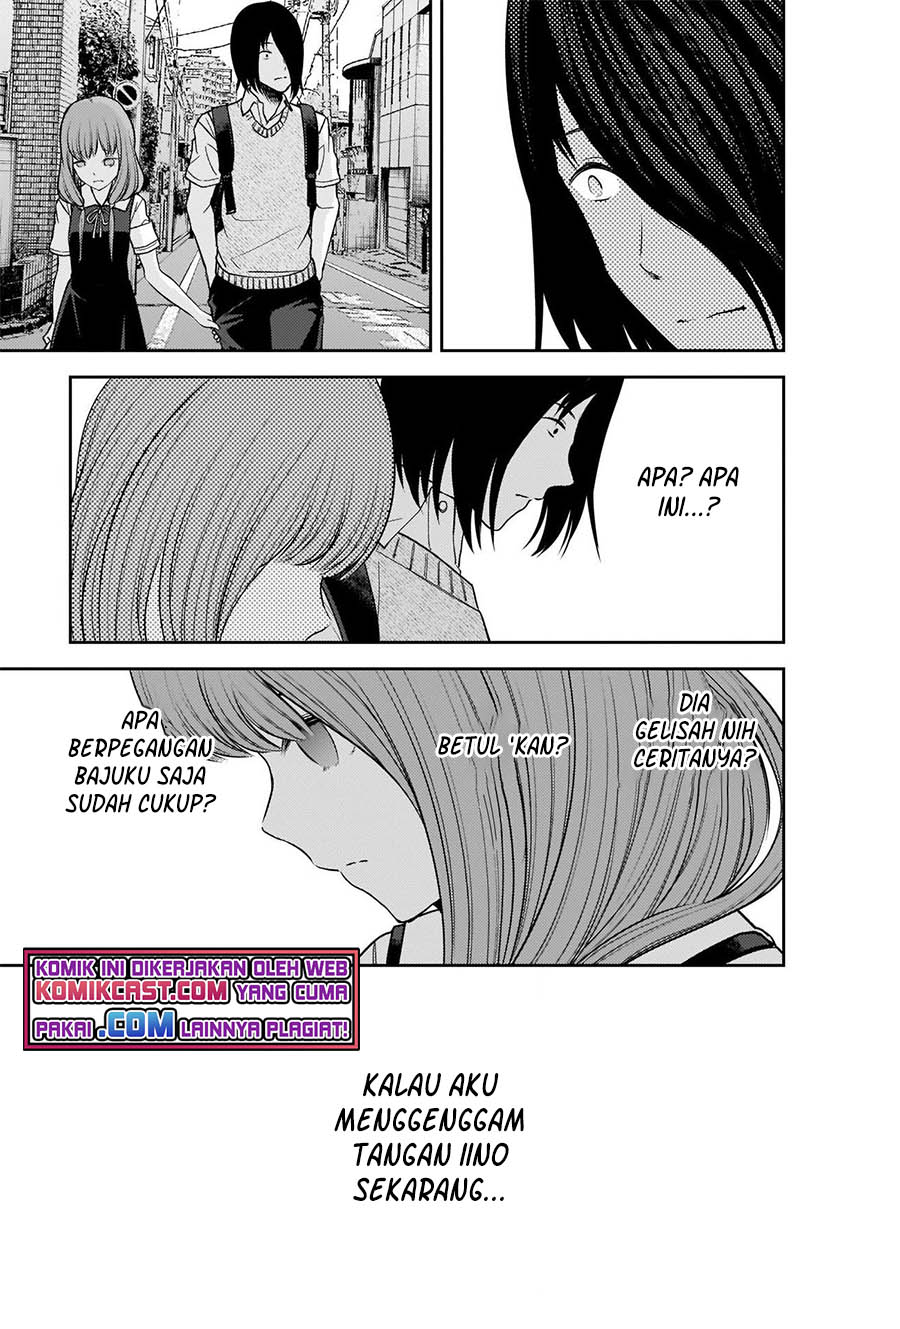 APA? APA
INI...?
DIA
GELISAH NIH
CERITANYA?
BETUL 'KAN?
APA
BERPEGANGAN
BAJUKU SAJA
SUDAH CUKUP?
KOMIK INI DIKERJAKAN OLEH WEB
KOMIKCAST.COM YANG CUMA
PAKAI .COM LAINNYA PLAGIAT!
KALAU AKU
MENGGENGGAM
TANGAN IINO
SEKARANG...